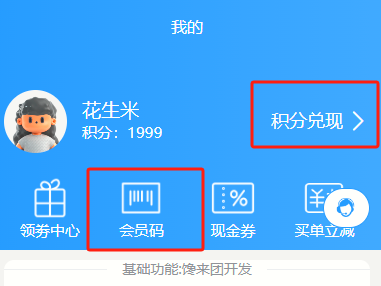 我的
花生米
积分：1999
积分兑现
领券中心
会员码
现金券
买单立减
基础功能:馋来团开发